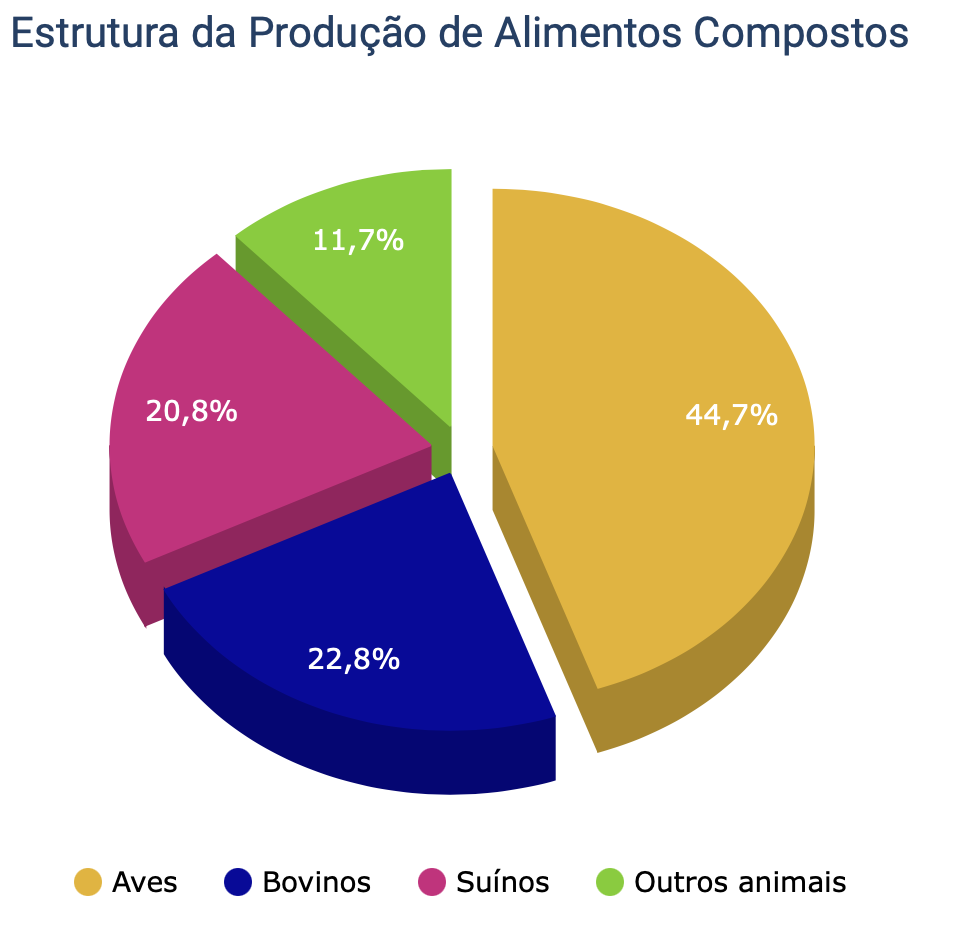 Estrutura da Produção de Alimentos Compostos
11,7%
20,8%
44,7%
22,8%
Aves
Bovinos
Suínos
Outros animais